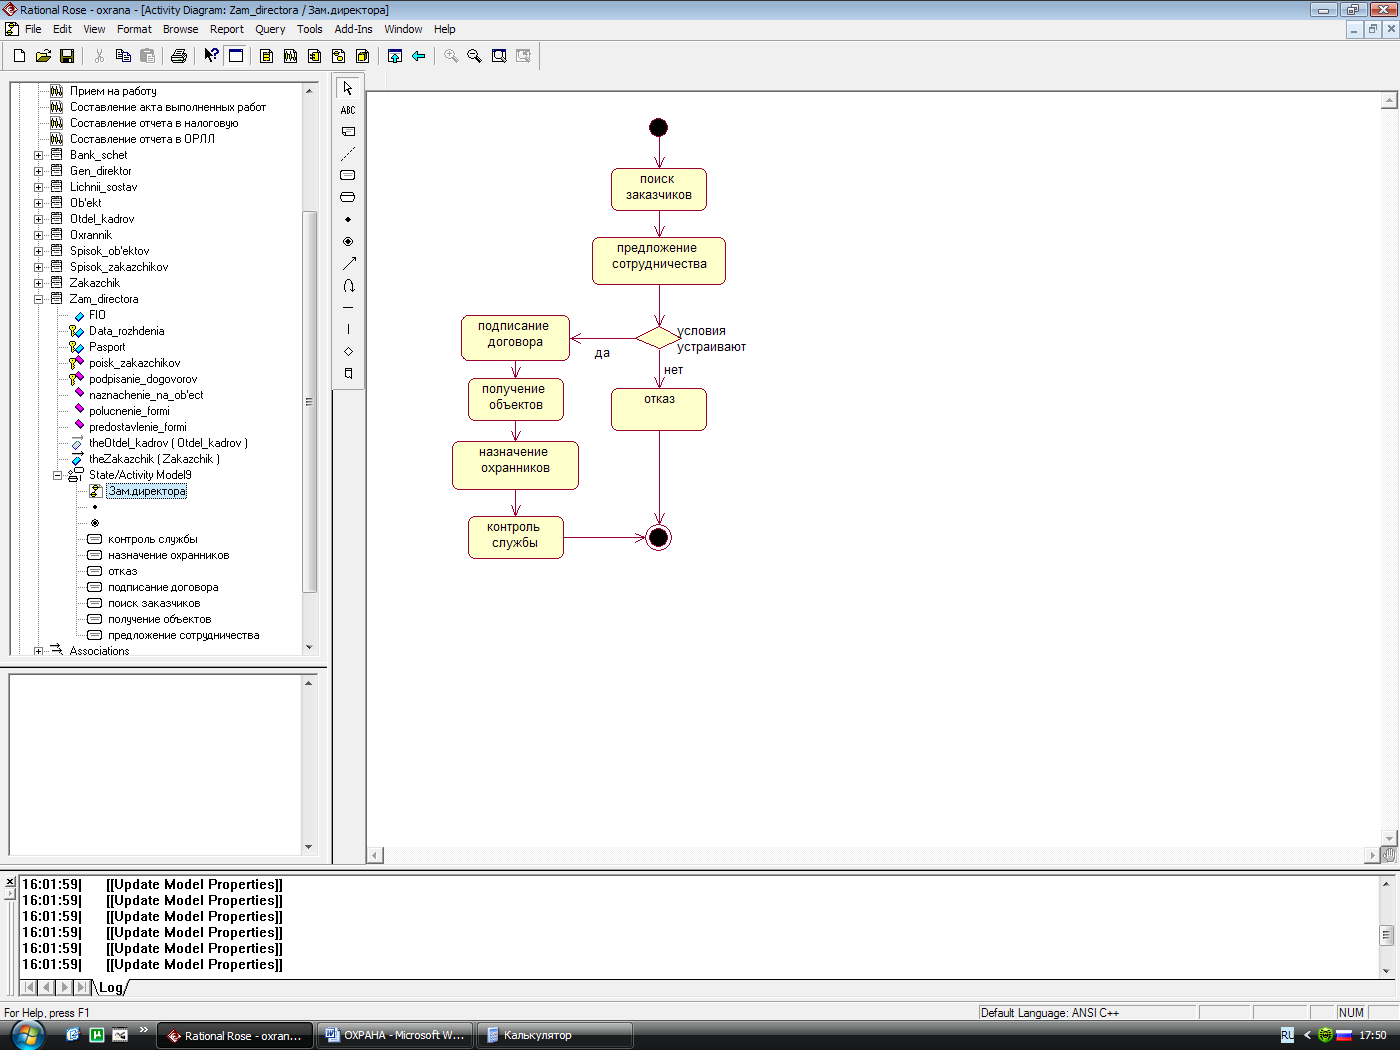 Rational Rose - oxrana - [Activity Diagram: Zam_directora / Зам.директора]
File Edit View Format Browse Report Query Tools Add-Ins Window Help
Прием на работу
Составление акта выполненных работ
Составление отчета в налоговую
Составление отчета в ОРЛЛ
Bank_schet
Gen_direktor
Lichnii_sostav
Ob'ekt
Otdel_kadrov
Oxrannik
Spisok_ob'ektov
Spisok_zakazchikov
Zakazchik
Zam_directora
FIO
Data_rozhdenia
Pasport
poisk_zakazchikov
podpisanie_dogovorov
naznachenie_na_ob'ect
polucnenie_formi
predostavlenie_formi
theOtdel_kadrov ( Otdel_kadrov )
theZakazchik ( Zakazchik )
State/Activity Model9
Зам.директора
контроль службы
назначение охранников
отказ
подписание договора
поиск заказчиков
получение объектов
предложение сотрудничества
Associations
ABC
поиск
заказчиков
предложение
сотрудничества
условия
устраивают
да
нет
подписание
договора
получение
объектов
отказ
назначение
охранников
контроль
службы
16:01:59| [[Update Model Properties]]
16:01:59| [[Update Model Properties]]
16:01:59| [[Update Model Properties]]
16:01:59| [[Update Model Properties]]
16:01:59| [[Update Model Properties]]
16:01:59| [[Update Model Properties]]
Log
For Help, press F1
Default Language: ANSI C++
NUM
Rational Rose - oxran...
ОХРАНА - Microsoft W...
Калькулятор
RL
17:50